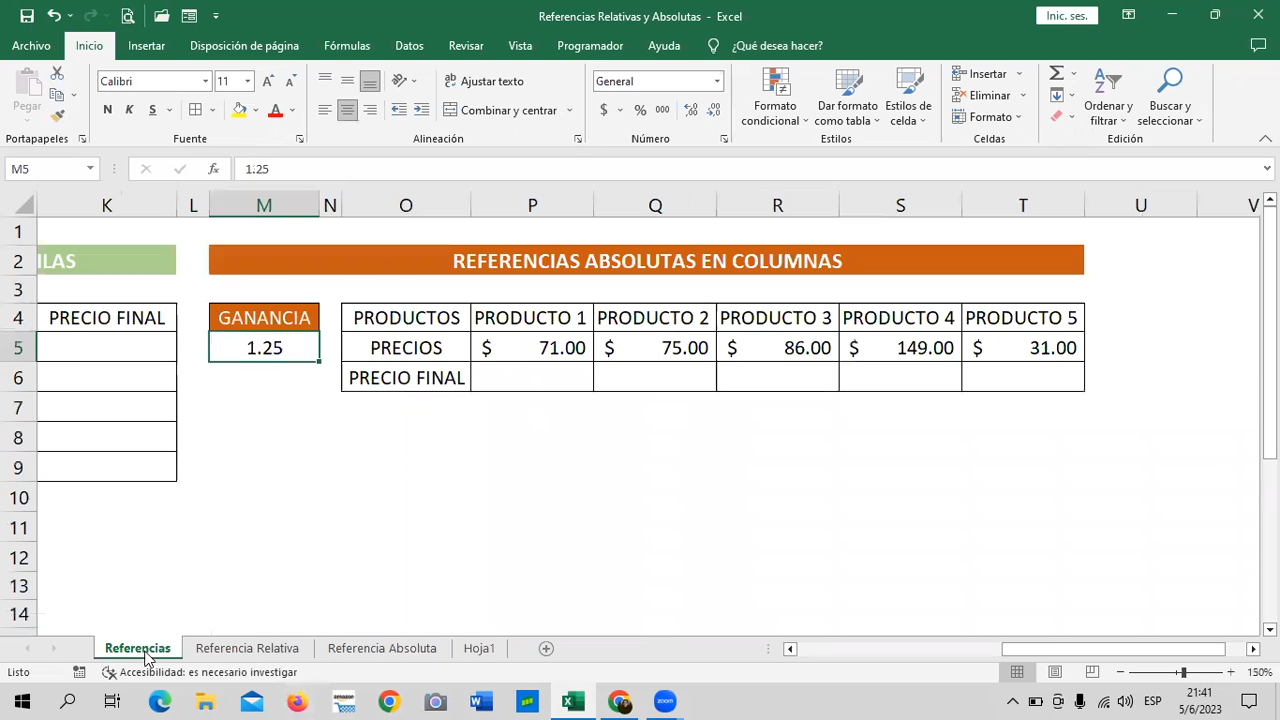 Referencias Relativas y Absolutas - Excel
Inic. ses.
Archivo Inicio Insertar Disposición de página Fórmulas Datos Revisar Vista Programador Ayuda ¿Qué desea hacer?
Pegar
Calibri 11
N K S
Ajustar texto
Combinar y centrar
General
$ % 000
Formato condicional
Dar formato como tabla
Estilos de celda
Insertar
Eliminar
Formato
Ordenar y filtrar
Buscar y seleccionar
Portapapeles Fuente Alineación Número Estilos Celdas Edición
M5 fx 1.25
K L M N O P Q R S T U V
1
2 ILAS REFERENCIAS ABSOLUTAS EN COLUMNAS
3
4 PRECIO FINAL GANANCIA PRODUCTOS PRODUCTO 1 PRODUCTO 2 PRODUCTO 3 PRODUCTO 4 PRODUCTO 5
5 1.25 PRECIOS $ 71.00 $ 75.00 $ 86.00 $ 149.00 $ 31.00
6 PRECIO FINAL
7
8
9
10
11
12
13
14
Referencias Referencia Relativa Referencia Absoluta Hoja1
Listo Accesibilidad: es necesario investigar 150%
ESP 21:41
5/6/2023